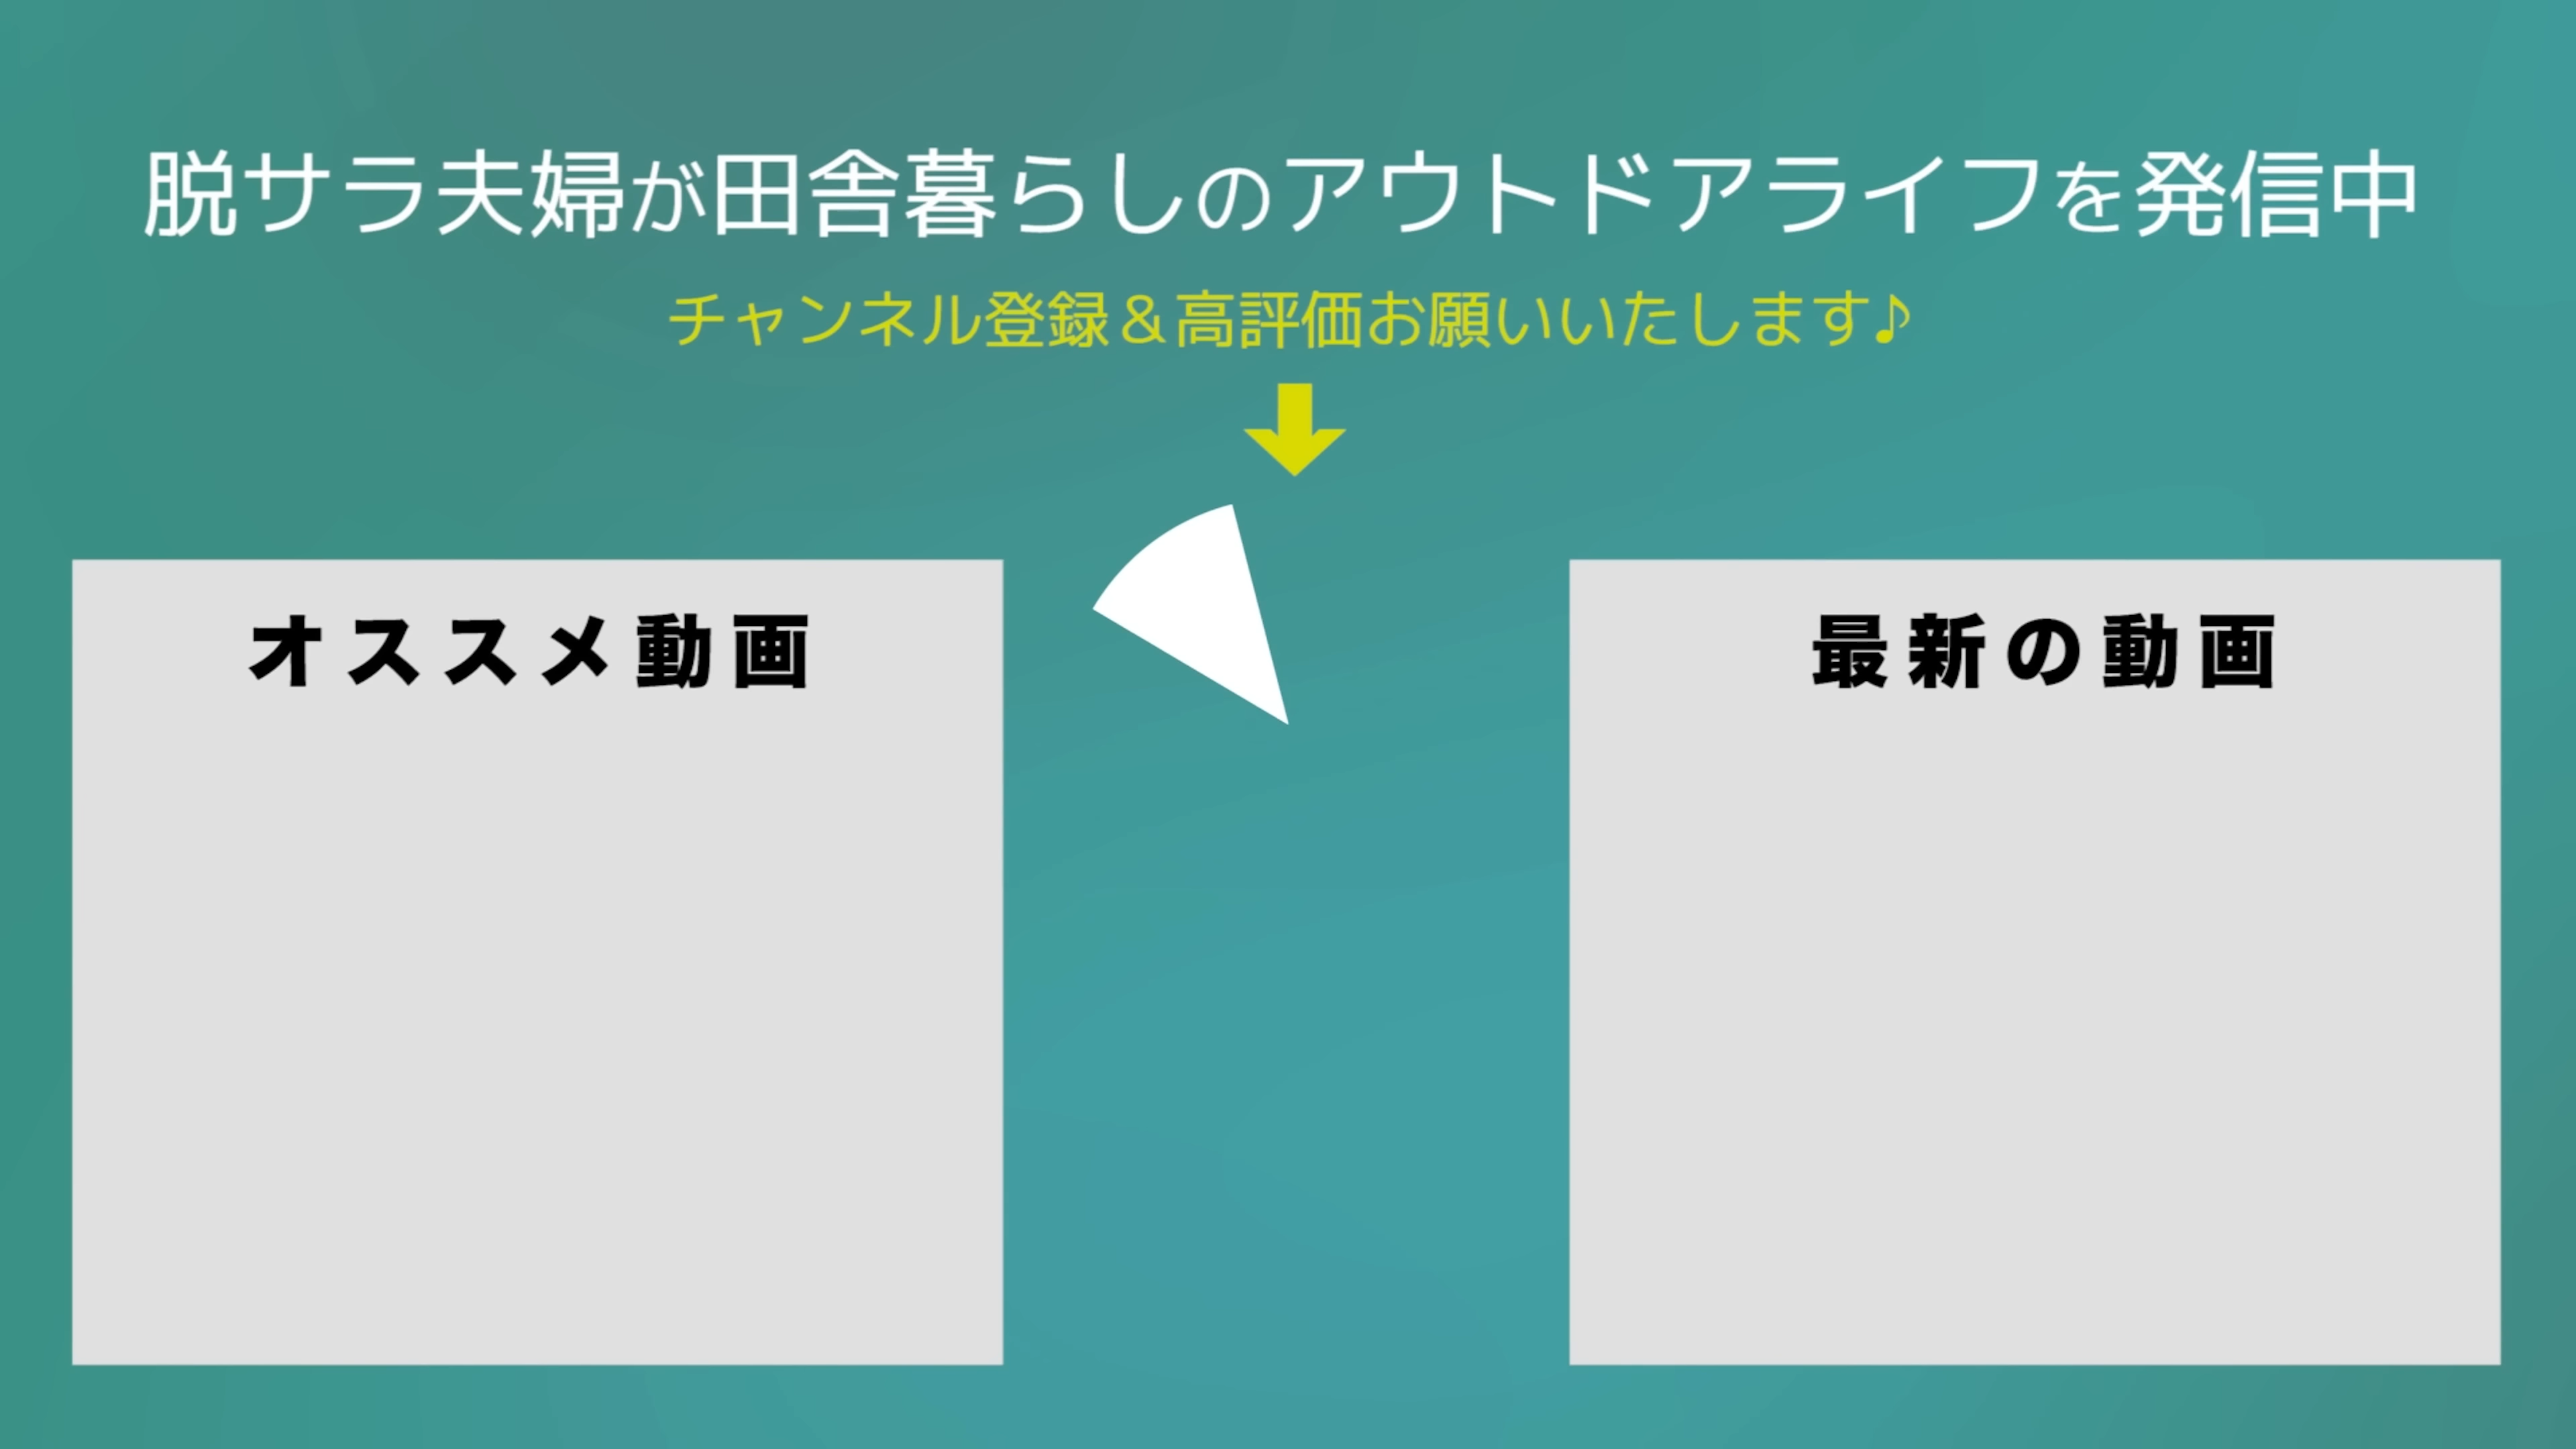 脱サラ夫婦が田舎暮らしのアウトドアライフを発信中
チャンネル登録＆高評価お願いいたします♪
オススメ動画
最新の動画